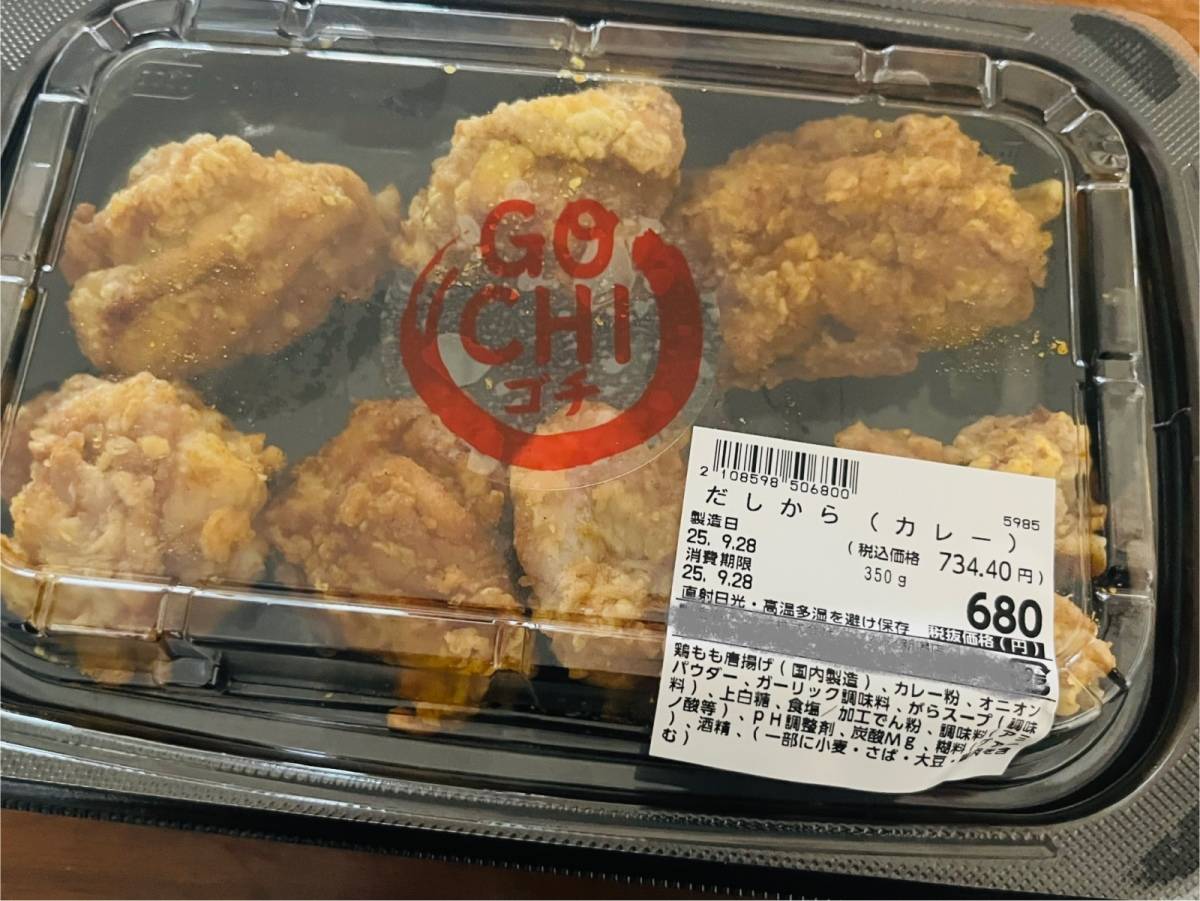 GO
CHI
ゴチ
2 108598 506800
だしから(カレー) 5985
製造日
25. 9.28 (税込価格 734.40円)
消費期限 350g
25. 9.28 680
直射日光・高温多湿を避け保存 税抜価格(円)
鶏もも唐揚げ(国内製造)、カレー粉、オニオン
パウダー、ガーリック調味料、がらスープ(調味
料)、上白糖、食塩/加工でん粉、調味料(アミ
ノ酸等)、pH調整剤、炭酸Mg、糊料(
)、酒精、(一部に小麦・さば・大豆・
む)